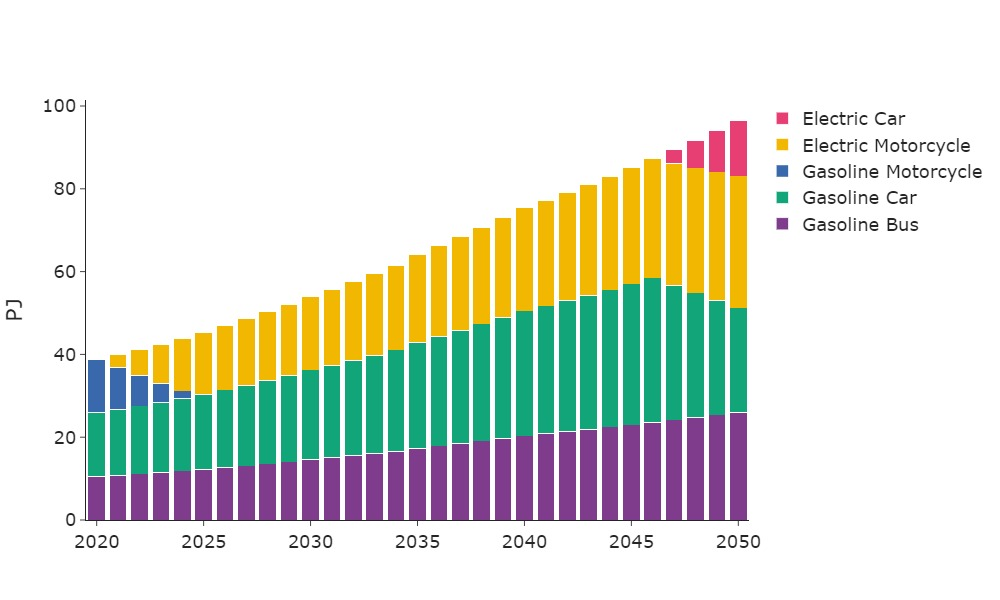 100
80
60
40
20
0
PJ
2020 2025 2030 2035 2040 2045 2050
Electric Car
Electric Motorcycle
Gasoline Motorcycle
Gasoline Car
Gasoline Bus